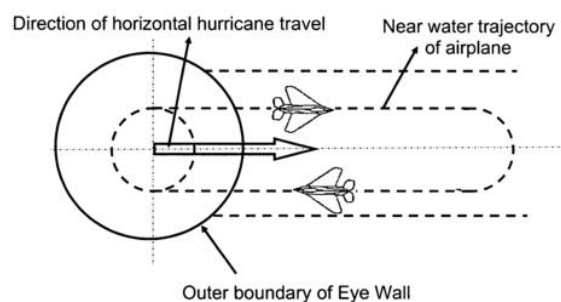 Direction of horizontal hurricane travel
Near water trajectory
of airplane
Outer boundary of Eye Wall